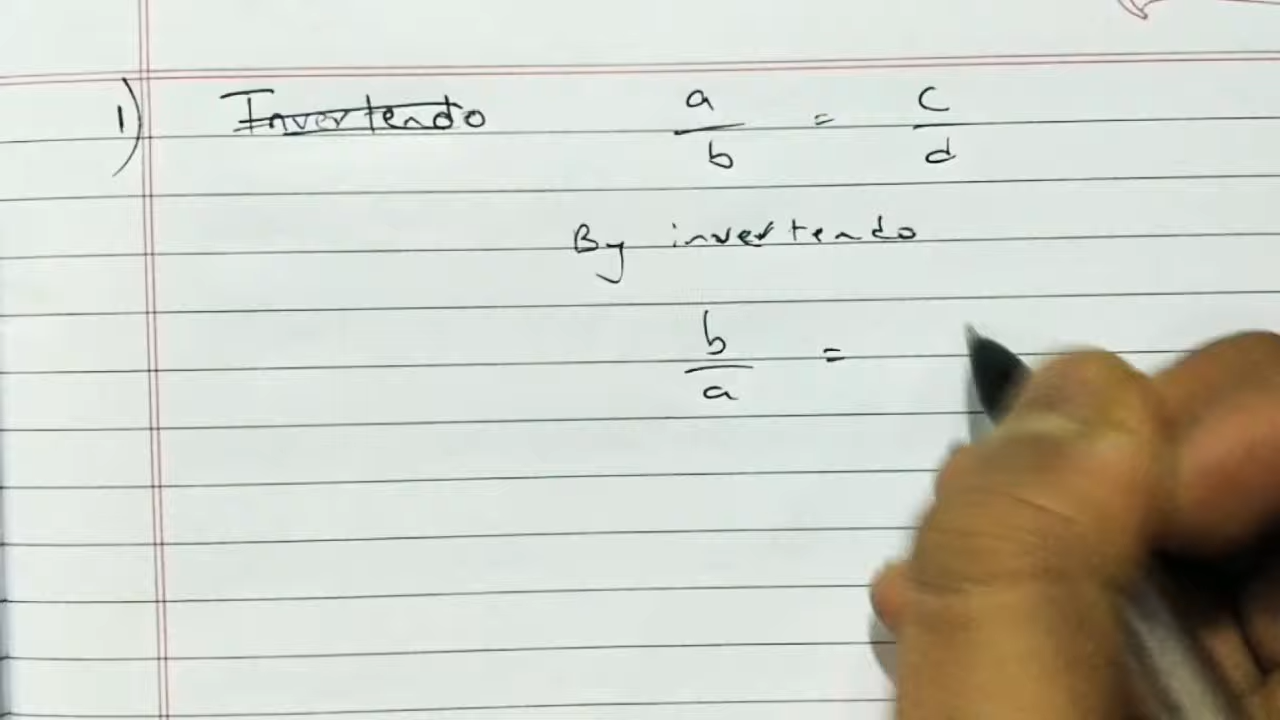 1) Invertendo a/b = c/d
By invertendo
b/a =